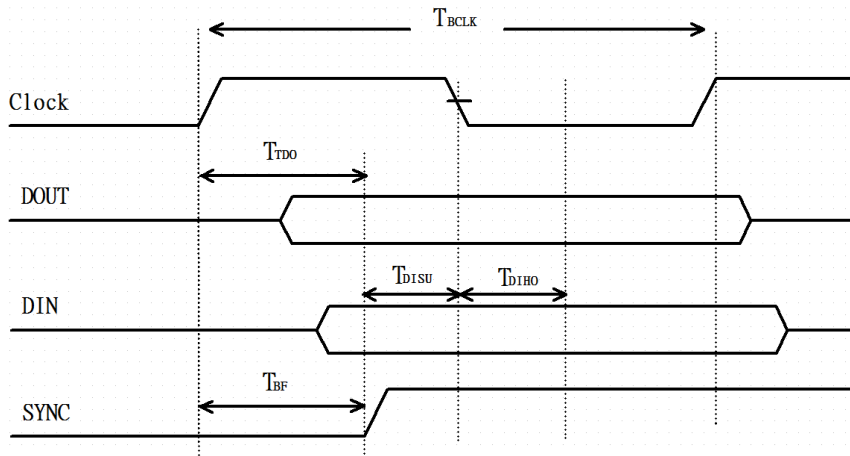 TBCLK
Clock
TTDO
DOUT
TDISU
TDIHO
DIN
TBF
SYNC